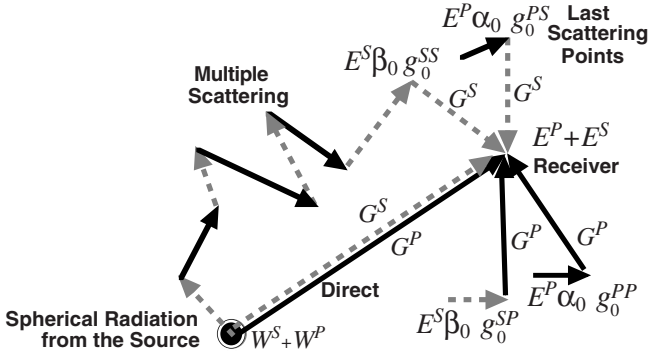 E^P α_0 g_0^{PS}
Last
Scattering
Points
E^S β_0 g_0^{SS}
Multiple
Scattering
G^S
G^S
E^P + E^S
Receiver
G^S
G^P
G^P
G^P
Direct
E^S β_0 g_0^{SP}
E^P α_0 g_0^{PP}
Spherical Radiation
from the Source
W^S + W^P